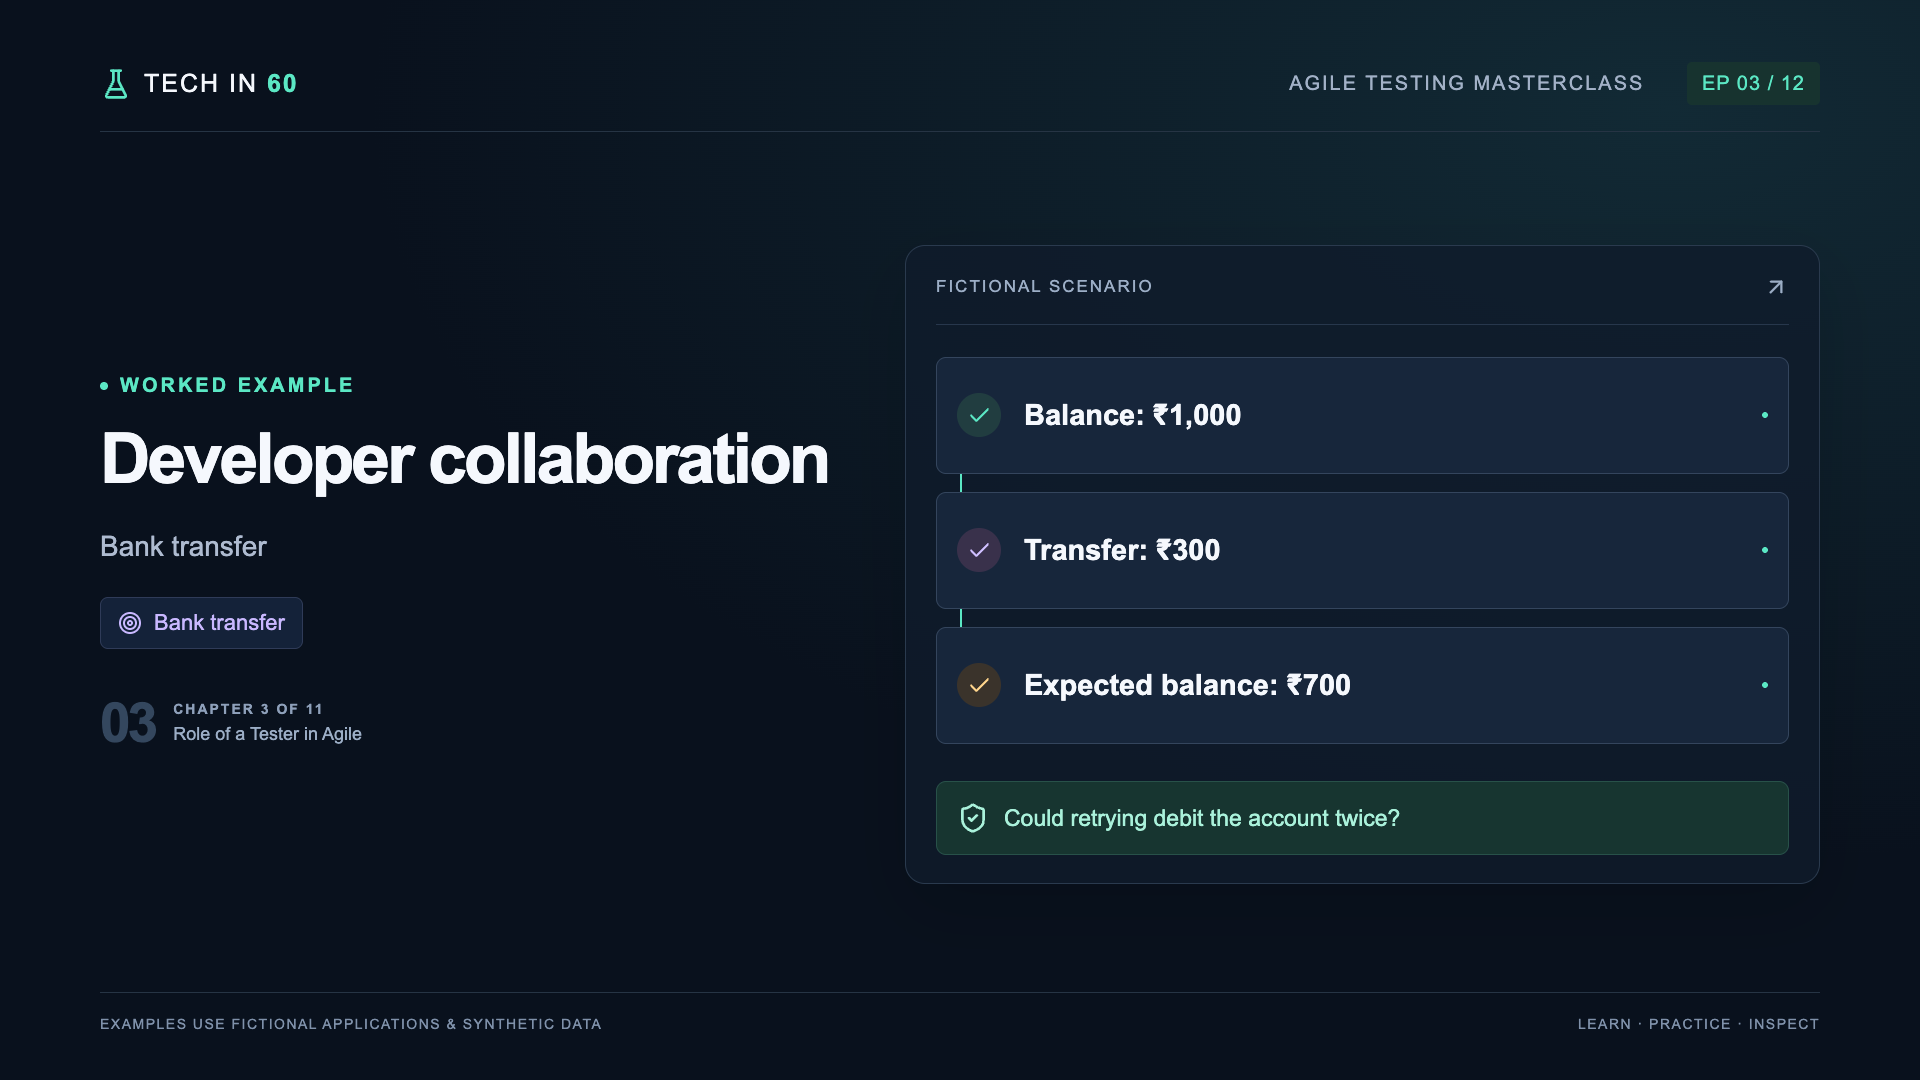 TECH IN 60
AGILE TESTING MASTERCLASS
EP 03 / 12
WORKED EXAMPLE
Developer collaboration
Bank transfer
Bank transfer
03
CHAPTER 3 OF 11
Role of a Tester in Agile
FICTIONAL SCENARIO
Balance: ₹1,000
Transfer: ₹300
Expected balance: ₹700
Could retrying debit the account twice?
EXAMPLES USE FICTIONAL APPLICATIONS & SYNTHETIC DATA
LEARN · PRACTICE · INSPECT